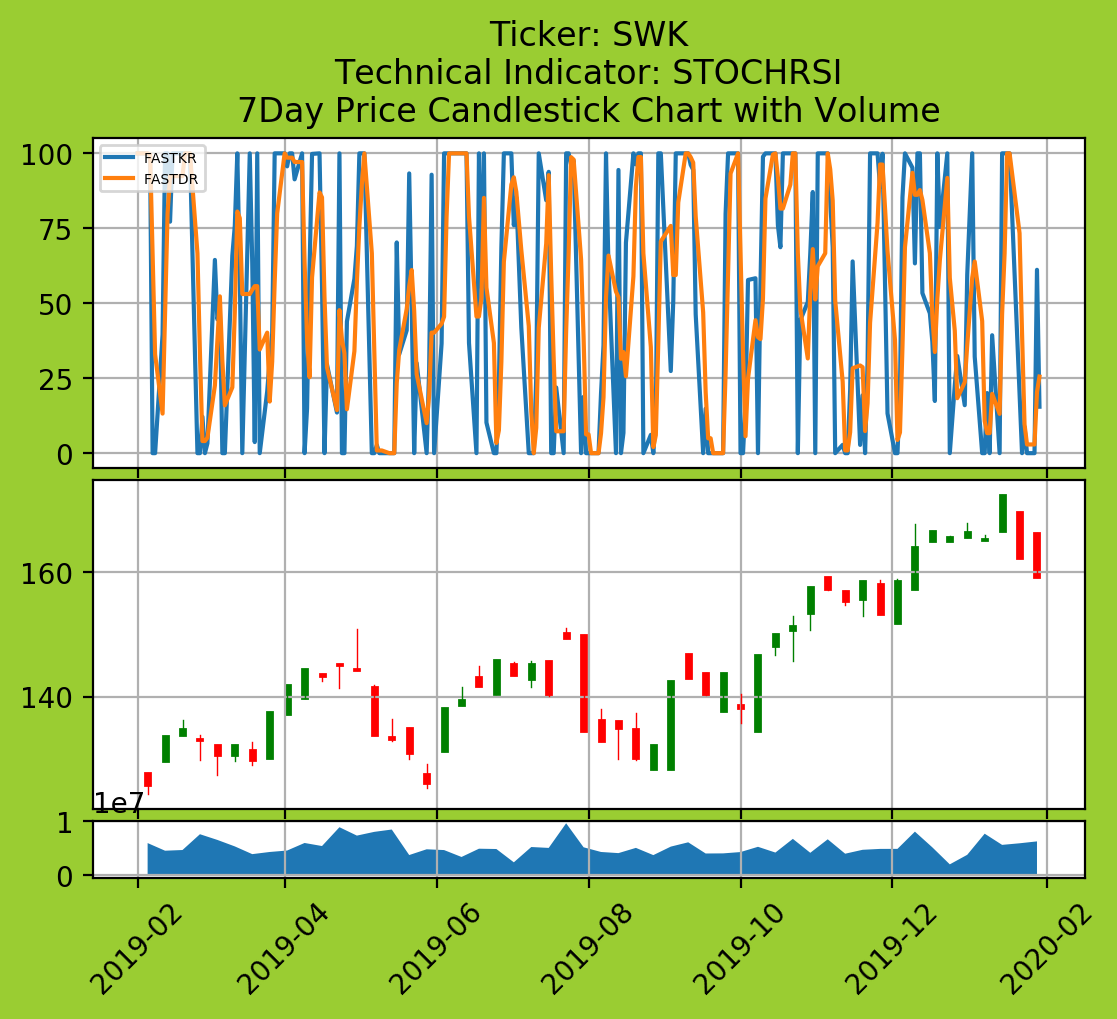 Ticker: SWK
Technical Indicator: STOCHRSI
7Day Price Candlestick Chart with Volume
100
75
50
25
0
FASTKR
FASTDR
160
140
1e7
1
0
2019-02
2019-04
2019-06
2019-08
2019-10
2019-12
2020-02